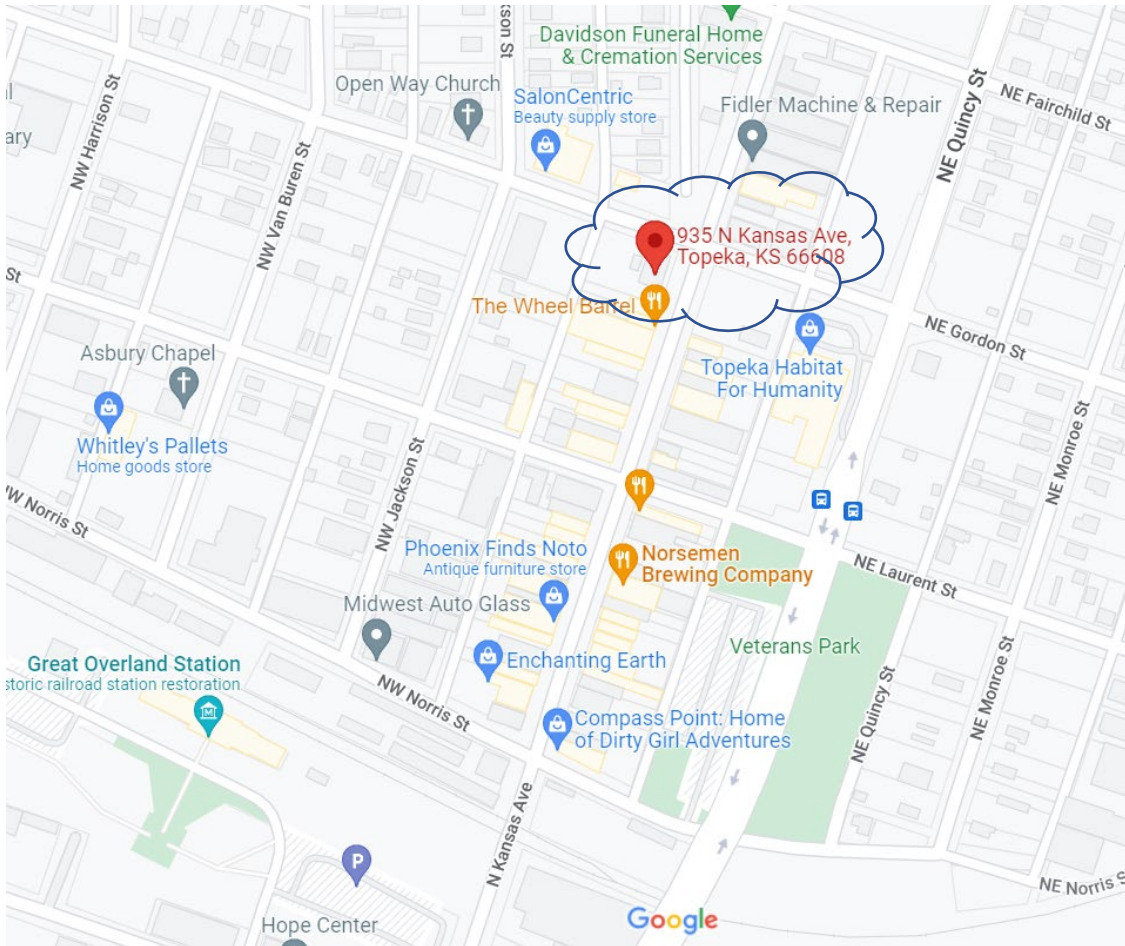 Davidson Funeral Home
& Cremation Services
son St
Open Way Church
SalonCentric
Beauty supply store
Fidler Machine & Repair
NE Fairchild St
NE Quincy St
NW Harrison St
NW Van Buren St
ary
935 N Kansas Ave,
Topeka, KS 66608
St
The Wheel Barrel
NE Gordon St
Asbury Chapel
Topeka Habitat
For Humanity
Whitley's Pallets
Home goods store
NW Norris St
NW Jackson St
NE Monroe St
Phoenix Finds Noto
Antique furniture store
Norsemen
Brewing Company
NE Laurent St
Midwest Auto Glass
Veterans Park
Great Overland Station
storic railroad station restoration
Enchanting Earth
NW Norris St
NE Monroe St
NE Quincy St
Compass Point: Home
of Dirty Girl Adventures
N Kansas Ave
P
NE Norris S
Hope Center
Google